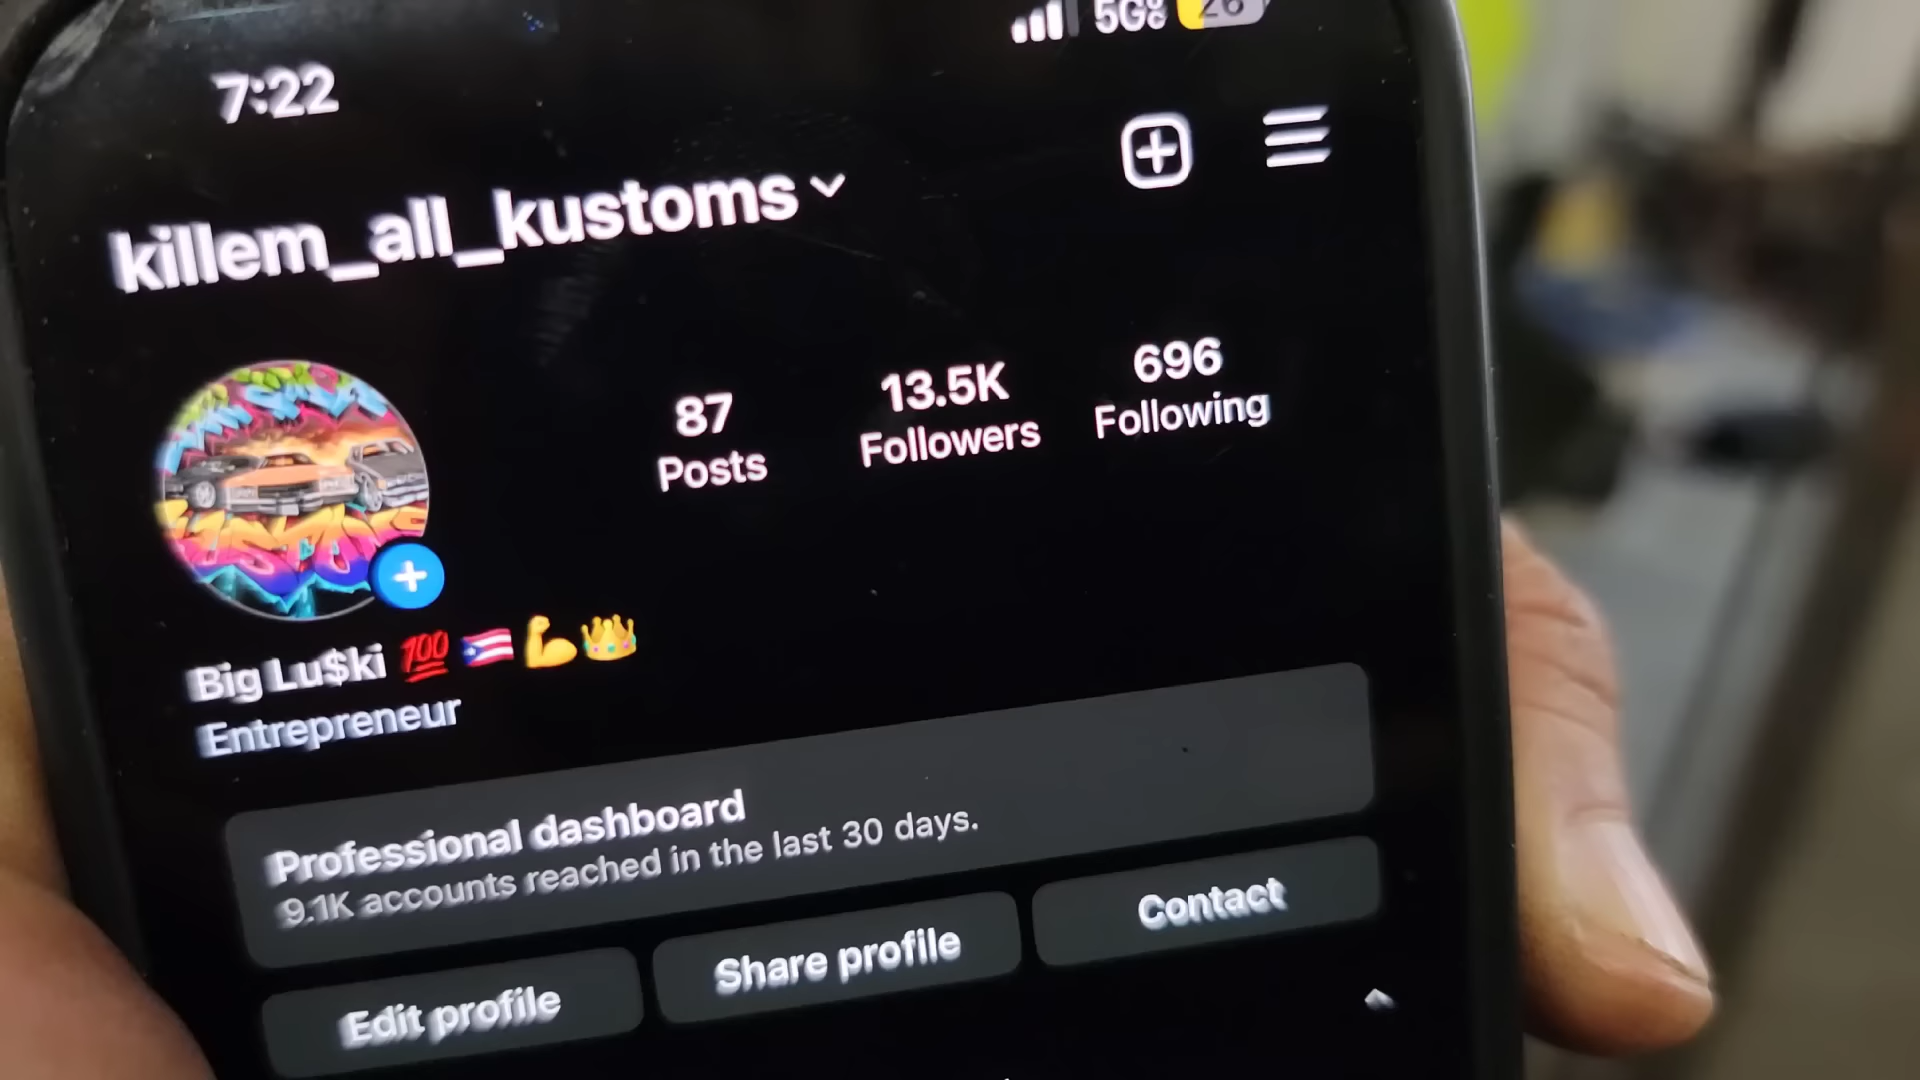 7:22 5G 26
killem_all_kustoms
87 13.5K 696
Posts Followers Following
Big Lu$ki 💯🇵🇷💪👑
Entrepreneur
Professional dashboard
9.1K accounts reached in the last 30 days.
Edit profile Share profile Contact